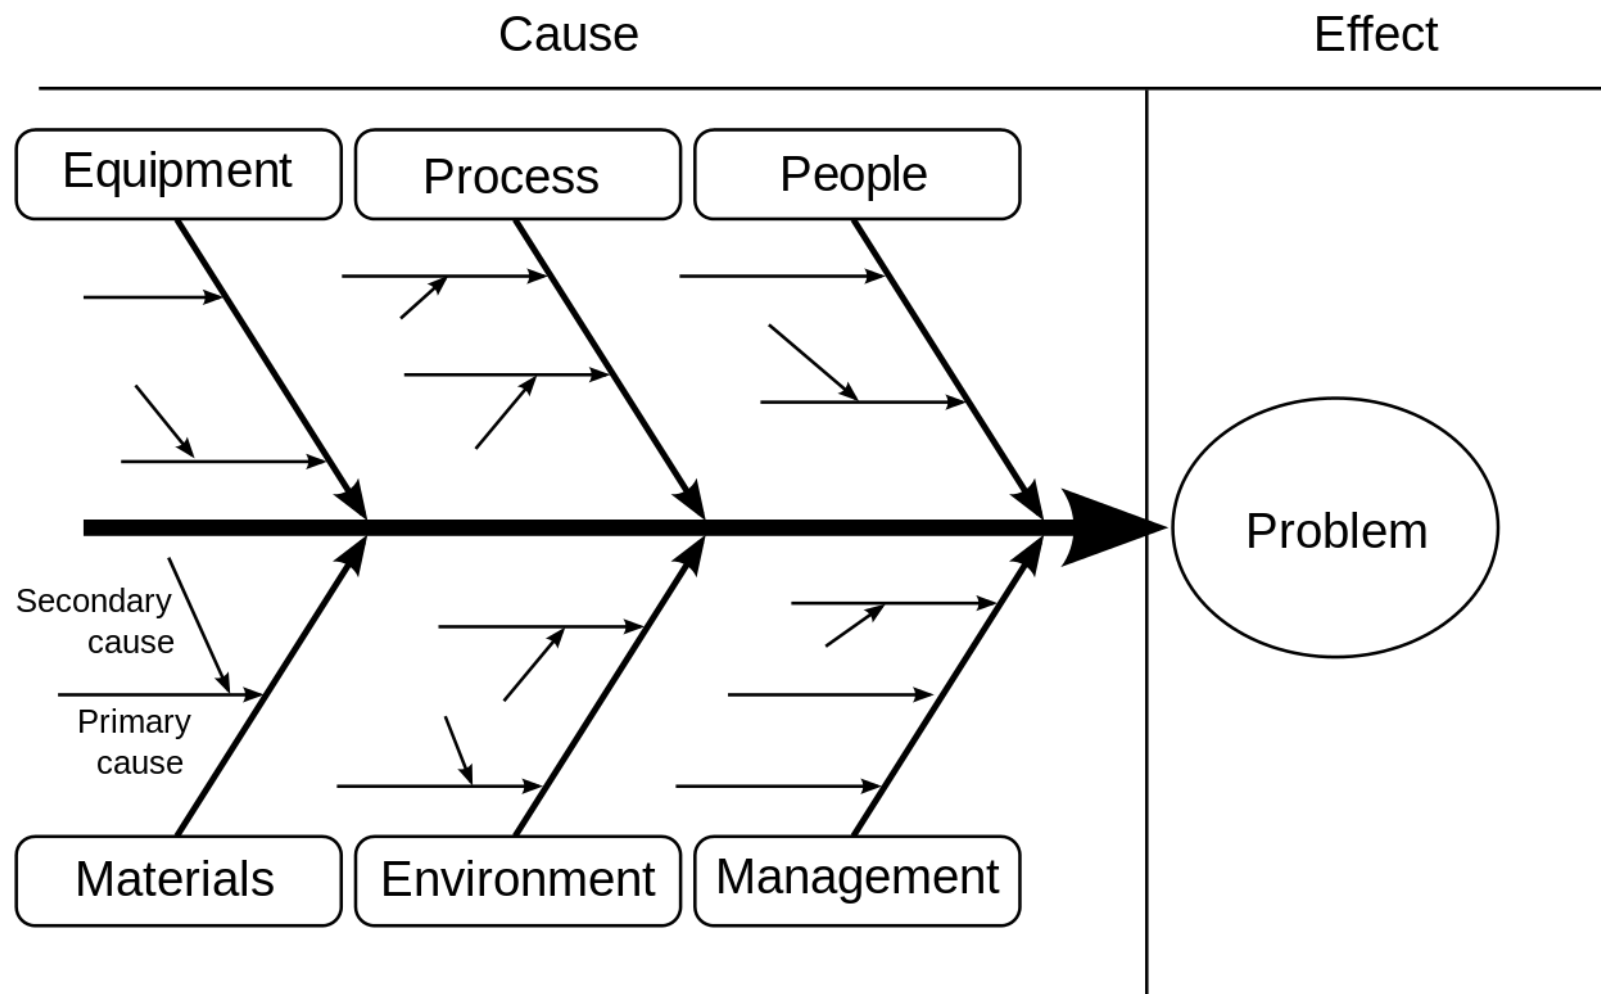 Cause
Effect
Equipment
Process
People
Problem
Secondary
cause
Primary
cause
Materials
Environment
Management